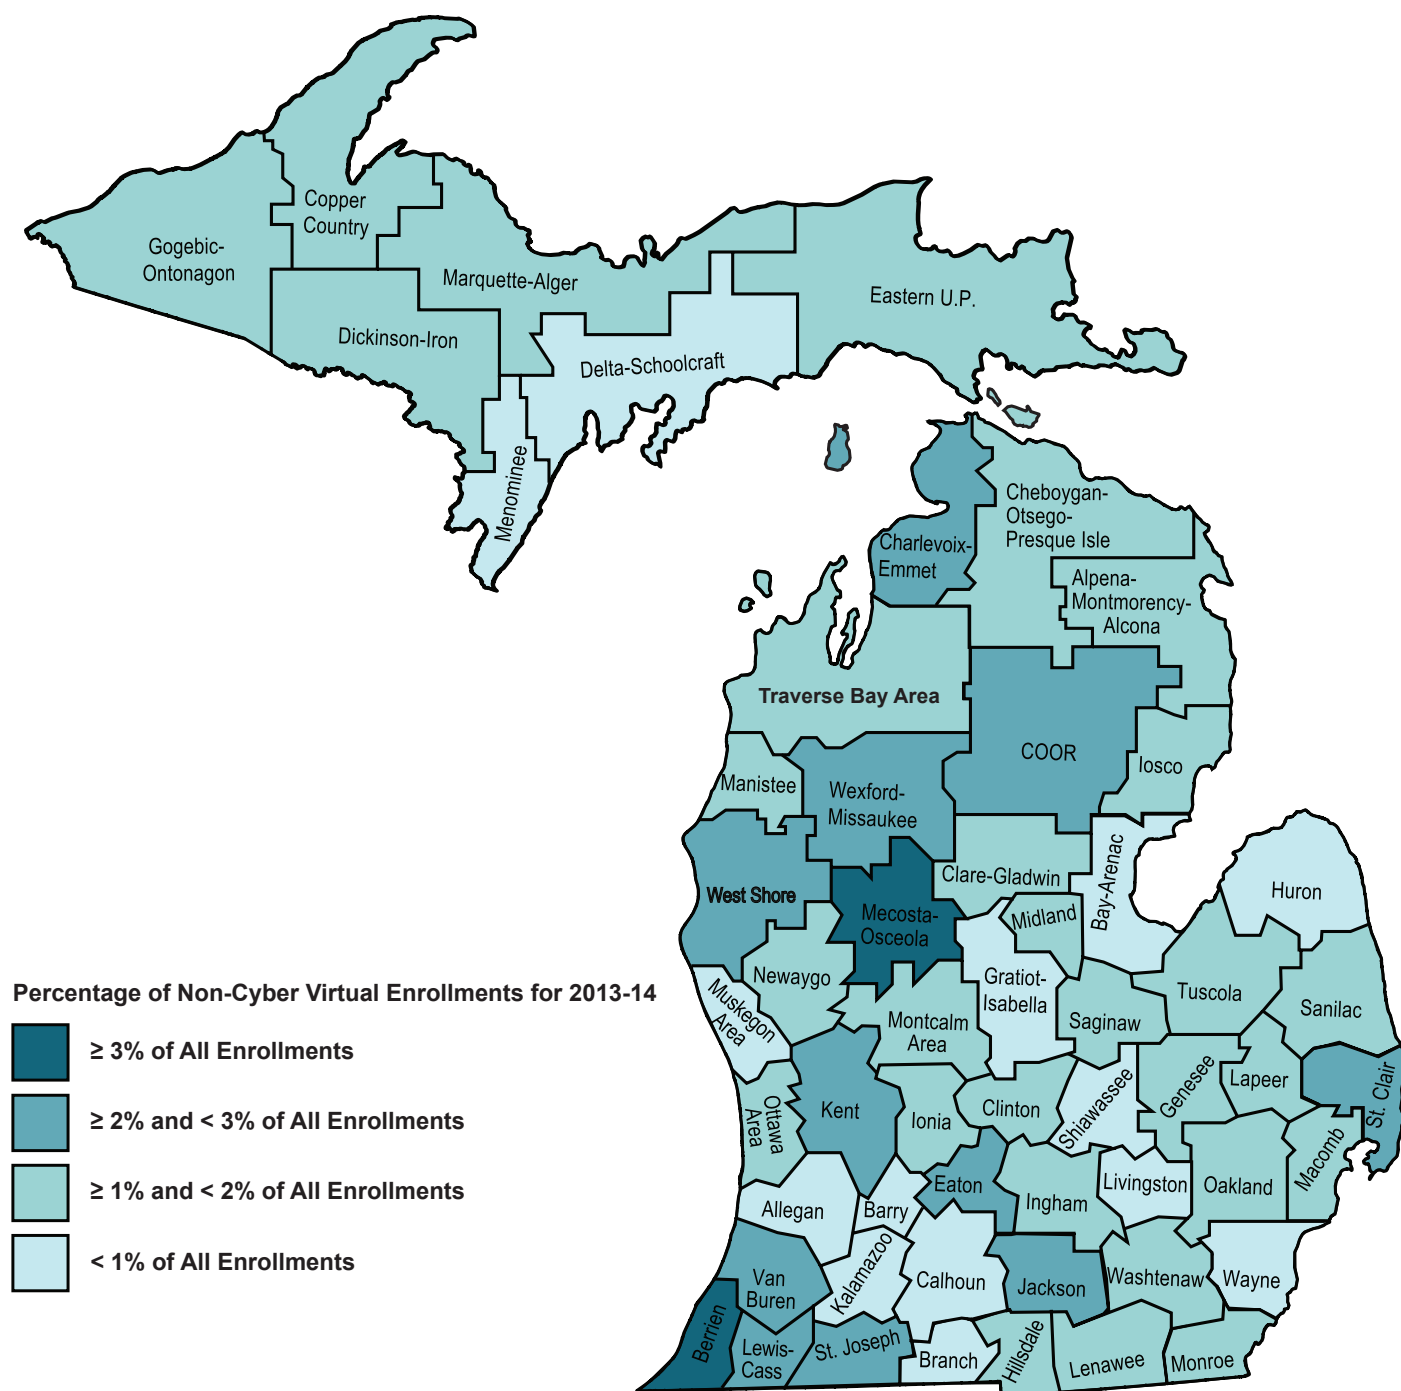 Copper
Country
Gogebic-
Ontonagon
Marquette-Alger
Eastern U.P.
Dickinson-Iron
Delta-Schoolcraft
Menominee
Cheboygan-
Otsego-
Presque Isle
Charlevoix-
Emmet
Alpena-
Montmorency-
Alcona
Traverse Bay Area
COOR
Iosco
Manistee
Wexford-
Missaukee
West Shore
Clare-Gladwin
Bay-Arenac
Huron
Mecosta-
Osceola
Midland
Newaygo
Gratiot-
Isabella
Tuscola
Sanilac
Muskegon
Area
Montcalm
Area
Saginaw
Percentage of Non-Cyber Virtual Enrollments for 2013-14
≥ 3% of All Enrollments
≥ 2% and < 3% of All Enrollments
≥ 1% and < 2% of All Enrollments
< 1% of All Enrollments
Ottawa
Area
Kent
Ionia
Clinton
Shiawassee
Genesee
Lapeer
St. Clair
Allegan
Barry
Eaton
Ingham
Livingston
Oakland
Macomb
Van
Buren
Kalamazoo
Calhoun
Jackson
Washtenaw
Wayne
Berrien
Lewis-
Cass
St. Joseph
Branch
Hillsdale
Lenawee
Monroe